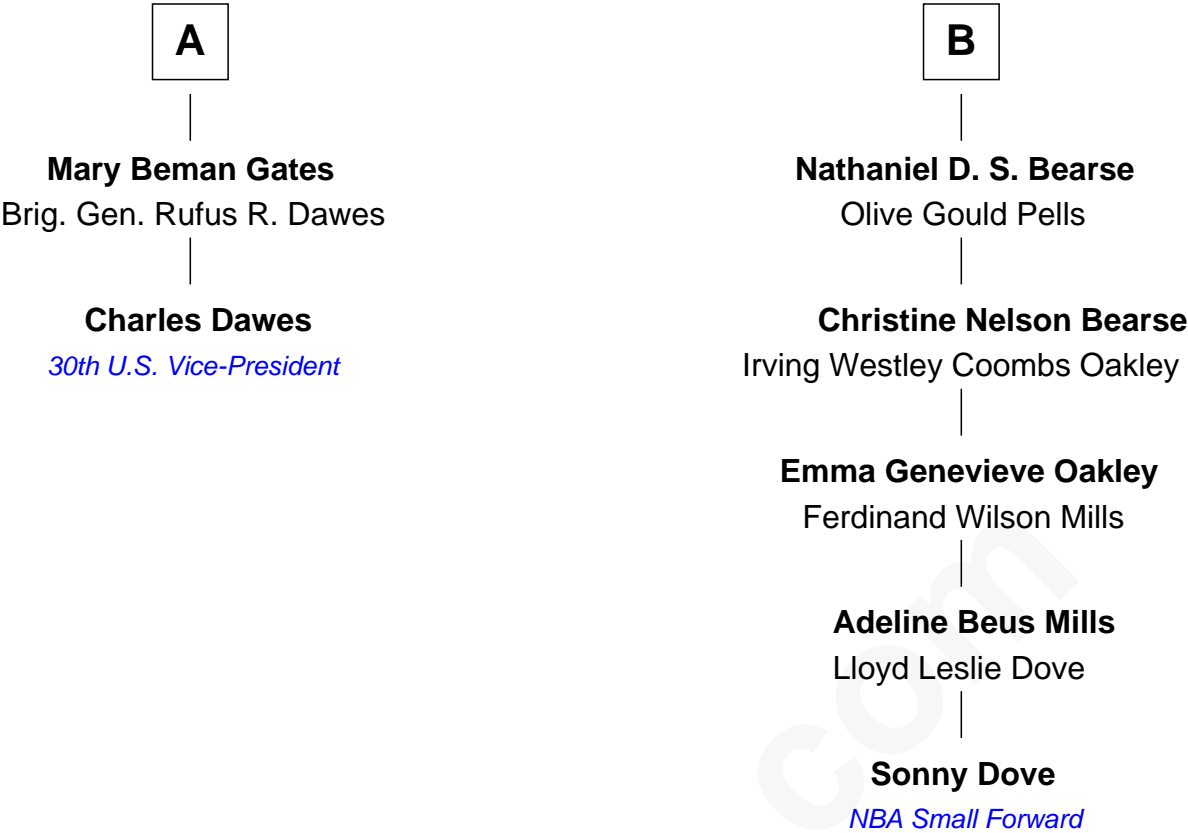 A
Mary Beman Gates
Brig. Gen. Rufus R. Dawes
Charles Dawes
30th U.S. Vice-President
B
Nathaniel D. S. Bearse
Olive Gould Pells
Christine Nelson Bearse
Irving Westley Coombs Oakley
Emma Genevieve Oakley
Ferdinand Wilson Mills
Adeline Beus Mills
Lloyd Leslie Dove
Sonny Dove
NBA Small Forward
com